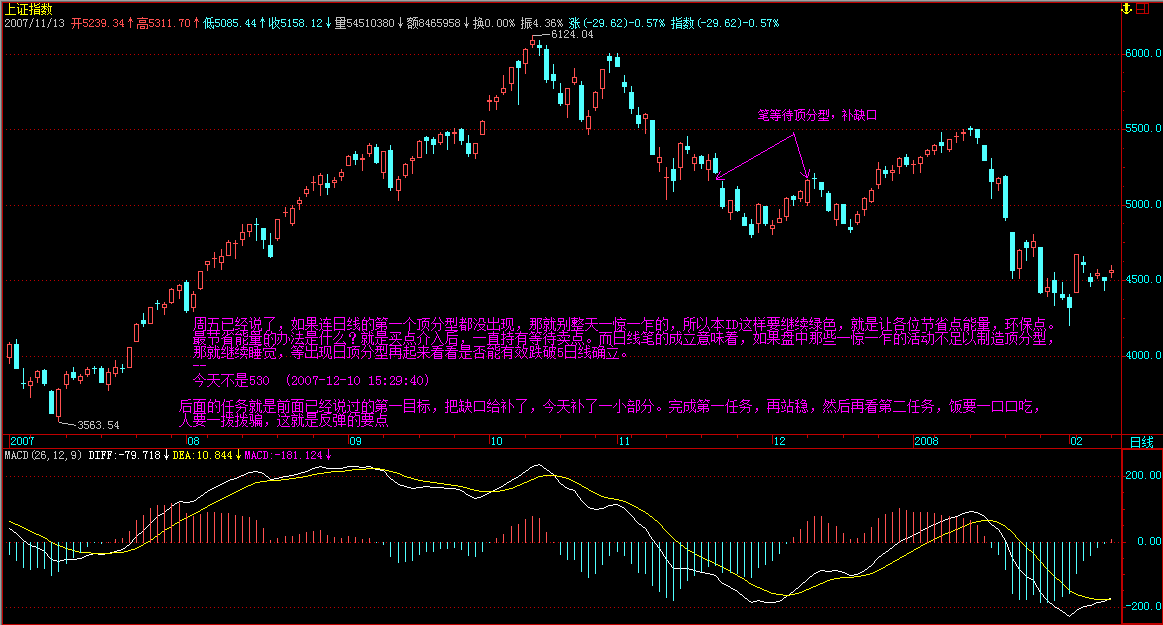 上证指数
2007/11/13 开5239.34↑高5311.70↑低5085.44↑收5158.12↓量54510380↓额8465958↓换0.00% 振4.36% 涨(-29.62)-0.57% 指数(-29.62)-0.57%
6124.04
6000.0
笔等待顶分型，补缺口
5500.0
5000.0
4500.0
周五已经说了，如果连日线的第一个顶分型都没出现，那就别整天一惊一乍的，所以本ID这样要继续绿色，就是让各位节省点能量，环保点。
最节省能量的办法是什么？就是买点介入后，一直持有等待卖点。而日线笔的成立意味着，如果盘中那些一惊一乍的活动不足以制造顶分型，
那就继续睡觉，等出现日顶分型再起来看看是否能有效跌破5日线确立。
4000.0
--
今天不是530 (2007-12-10 15:29:40)
后面的任务就是前面已经说过的第一目标，把缺口给补了，今天补了一小部分。完成第一任务，再站稳，然后再看第二任务，饭要一口口吃，
人要一拨拨骗，这就是反弹的要点
3563.54
2007 08 09 10 11 12 2008 02 日线
MACD(26,12,9) DIFF:-79.718↓DEA:10.844↓MACD:-181.124↓
200.00
0.00
-200.0